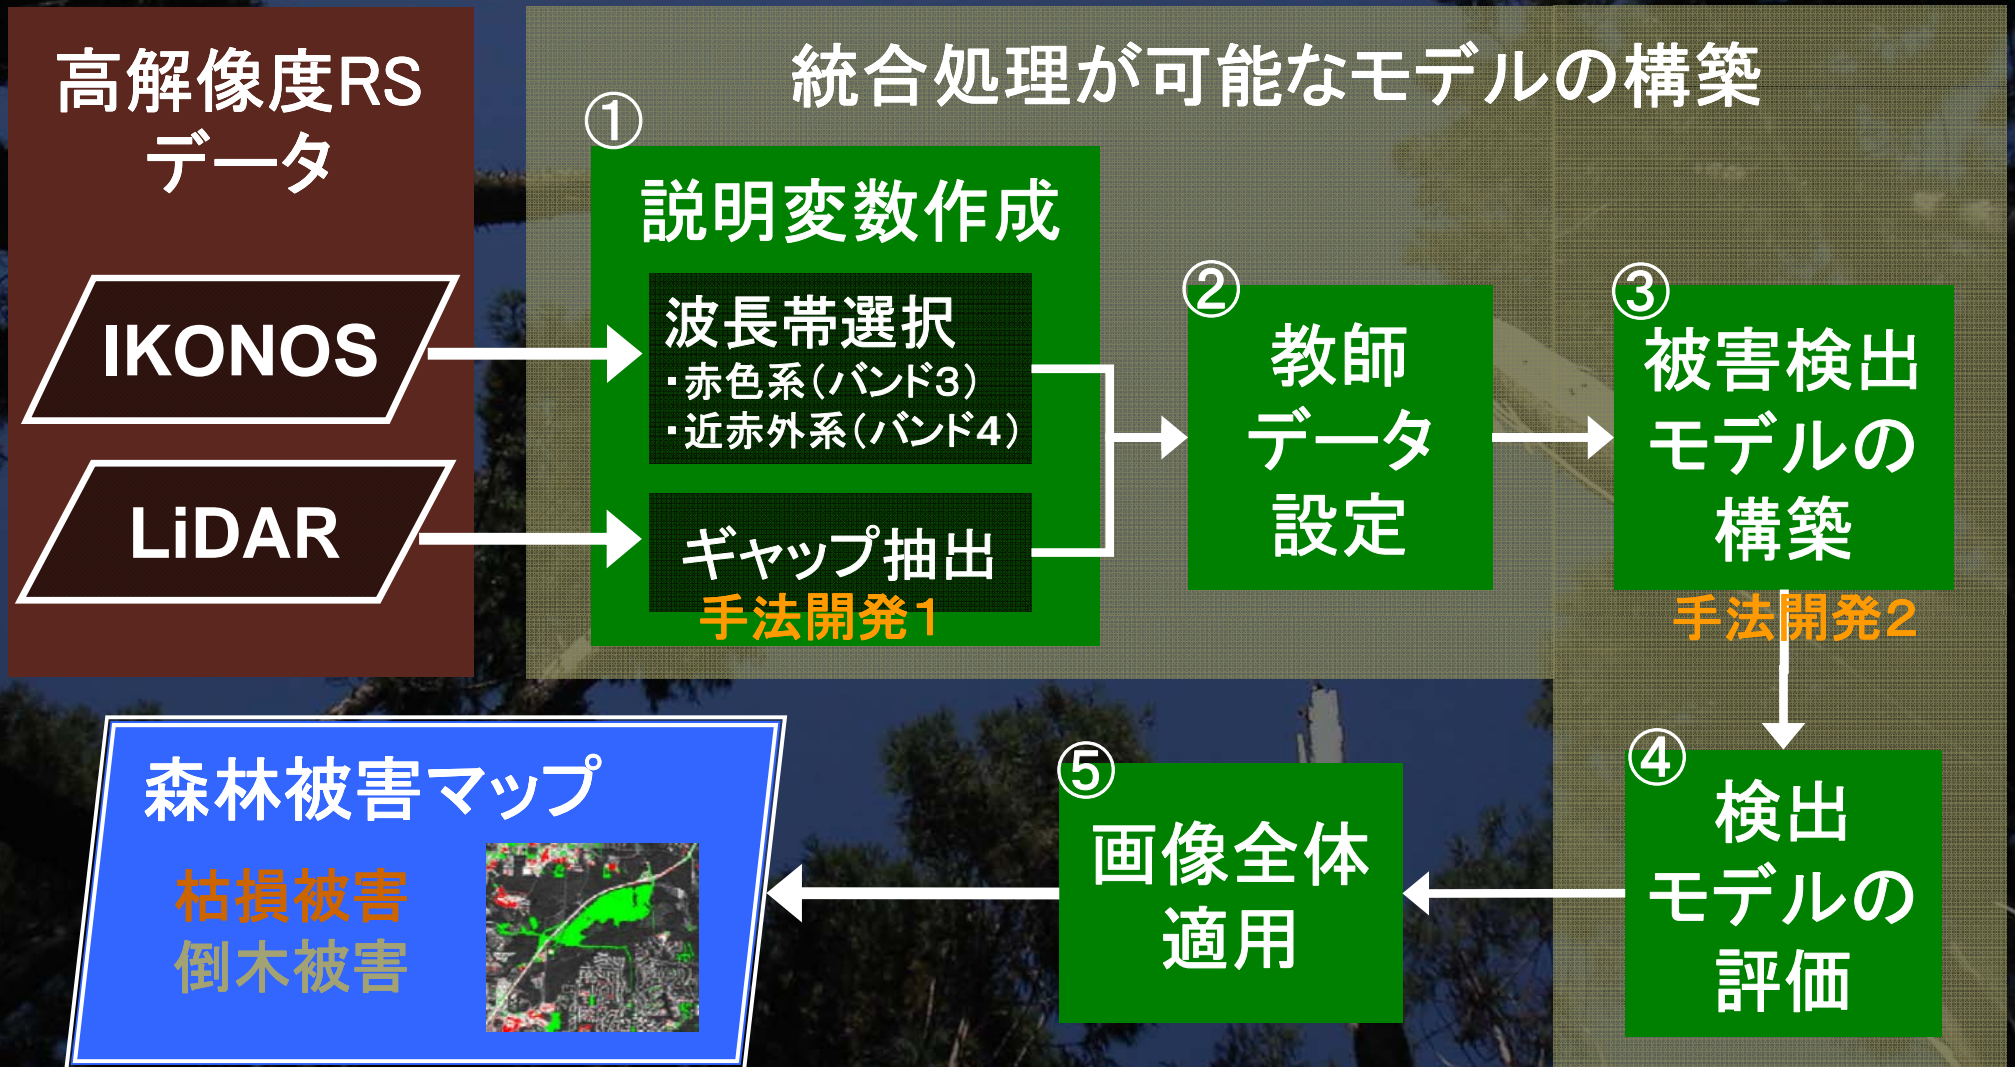 高解像度RS
データ
IKONOS
LiDAR
統合処理が可能なモデルの構築
①
説明変数作成
波長帯選択
・赤色系（バンド３）
・近赤外系（バンド４）
ギャップ抽出
手法開発１
②
教師
データ
設定
③
被害検出
モデルの
構築
手法開発２
④
検出
モデルの
評価
⑤
画像全体
適用
森林被害マップ
枯損被害
倒木被害